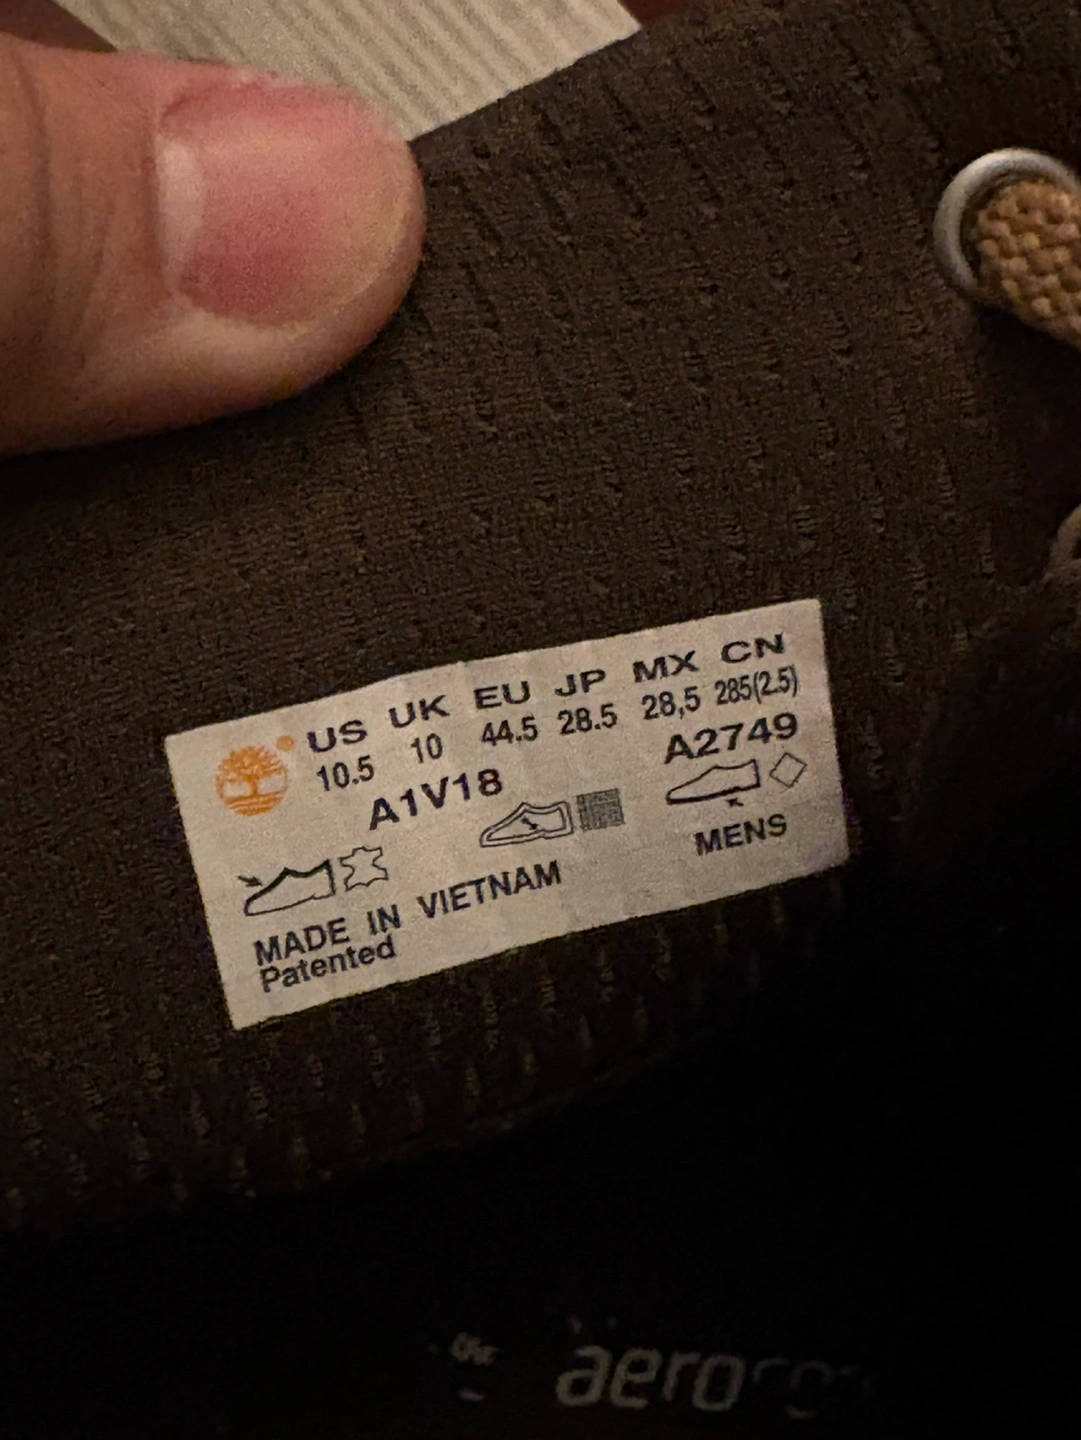 US UK EU JP MX CN
10.5 10 44.5 28.5 28,5 285(2.5)
A1V18 A2749
MENS
MADE IN VIETNAM
Patented
aero